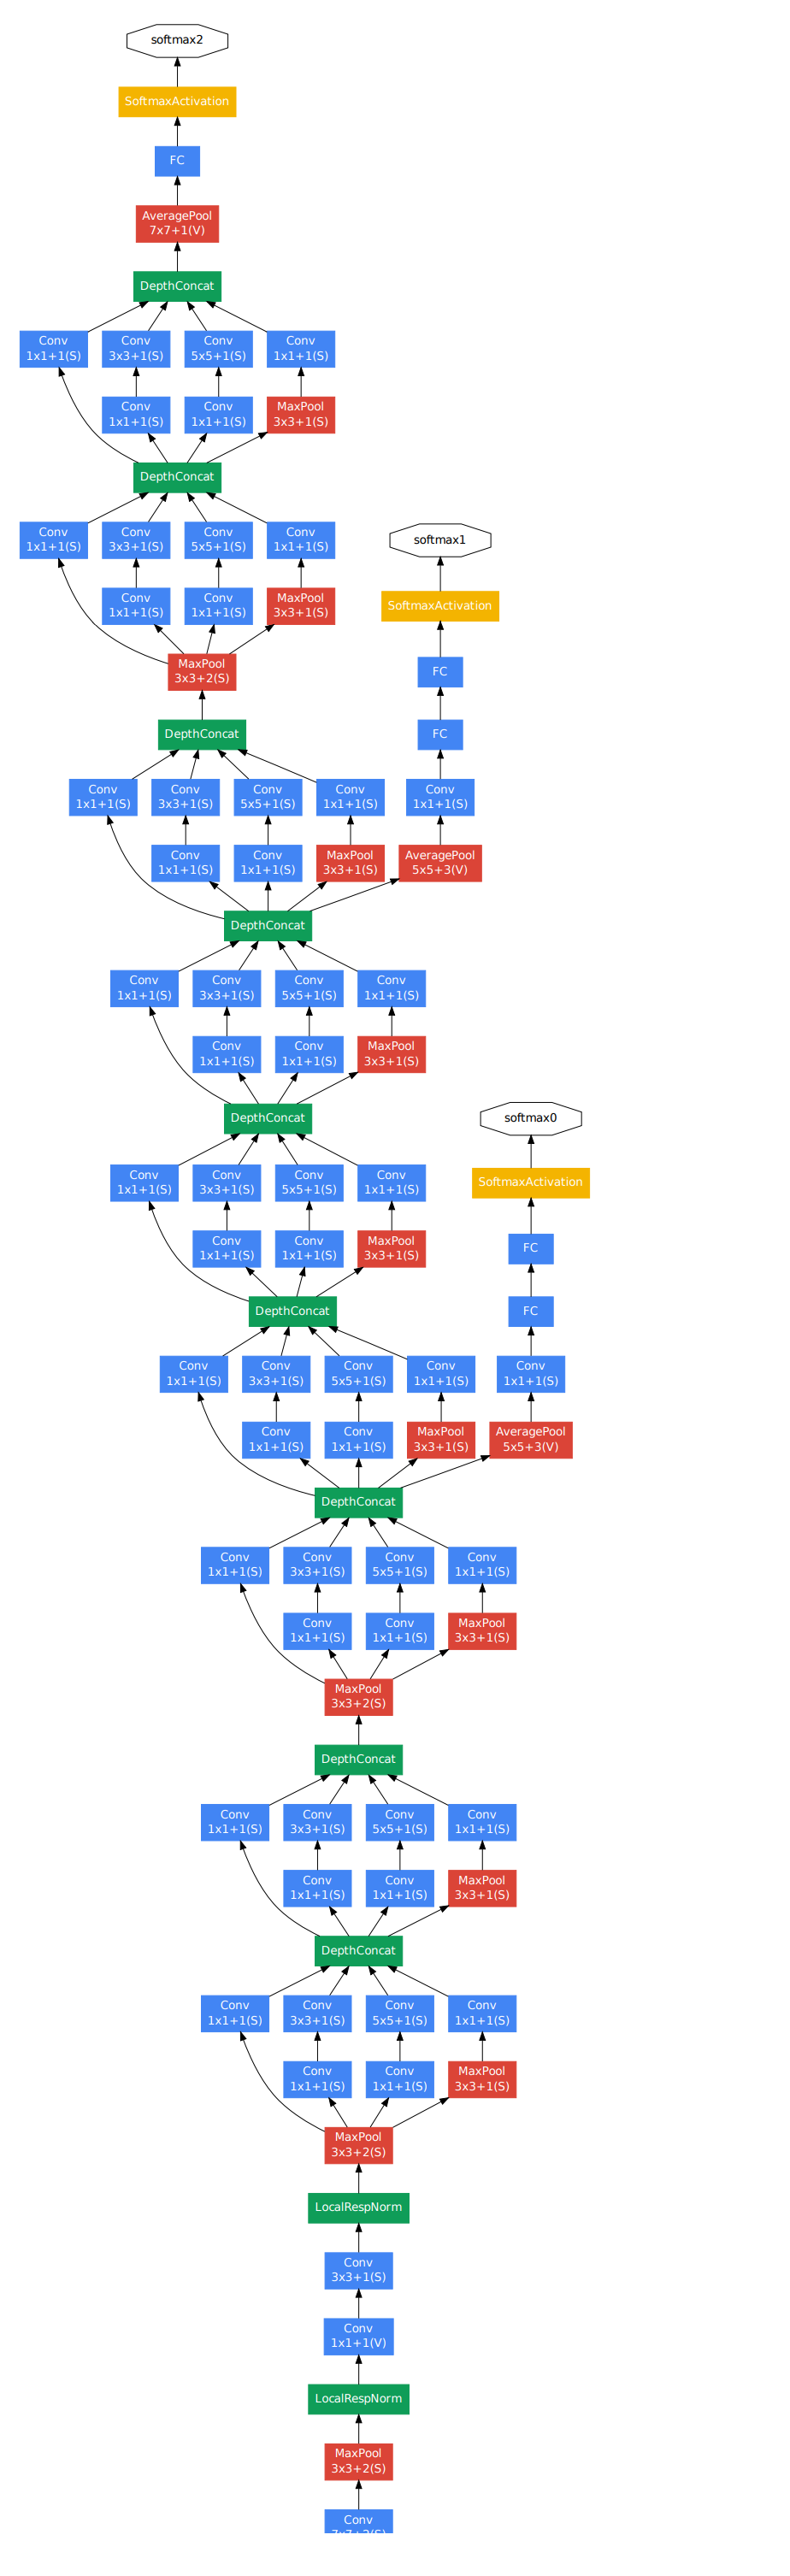 softmax2
SoftmaxActivation
FC
AveragePool
7x7+1(V)
DepthConcat
Conv Conv Conv Conv
1x1+1(S) 3x3+1(S) 5x5+1(S) 1x1+1(S)
Conv Conv MaxPool
1x1+1(S) 1x1+1(S) 3x3+1(S)
DepthConcat
Conv Conv Conv Conv
1x1+1(S) 3x3+1(S) 5x5+1(S) 1x1+1(S)
softmax1
Conv Conv MaxPool
1x1+1(S) 1x1+1(S) 3x3+1(S)
SoftmaxActivation
MaxPool
3x3+2(S)
FC
DepthConcat
FC
Conv Conv Conv Conv Conv
1x1+1(S) 3x3+1(S) 5x5+1(S) 1x1+1(S) 1x1+1(S)
Conv Conv MaxPool AveragePool
1x1+1(S) 1x1+1(S) 3x3+1(S) 5x5+3(V)
DepthConcat
Conv Conv Conv Conv
1x1+1(S) 3x3+1(S) 5x5+1(S) 1x1+1(S)
Conv Conv MaxPool
1x1+1(S) 1x1+1(S) 3x3+1(S)
DepthConcat
softmax0
Conv Conv Conv Conv
1x1+1(S) 3x3+1(S) 5x5+1(S) 1x1+1(S)
SoftmaxActivation
Conv Conv MaxPool
1x1+1(S) 1x1+1(S) 3x3+1(S)
FC
DepthConcat
FC
Conv Conv Conv Conv Conv
1x1+1(S) 3x3+1(S) 5x5+1(S) 1x1+1(S) 1x1+1(S)
Conv Conv MaxPool AveragePool
1x1+1(S) 1x1+1(S) 3x3+1(S) 5x5+3(V)
DepthConcat
Conv Conv Conv Conv
1x1+1(S) 3x3+1(S) 5x5+1(S) 1x1+1(S)
Conv Conv MaxPool
1x1+1(S) 1x1+1(S) 3x3+1(S)
MaxPool
3x3+2(S)
DepthConcat
Conv Conv Conv Conv
1x1+1(S) 3x3+1(S) 5x5+1(S) 1x1+1(S)
Conv Conv MaxPool
1x1+1(S) 1x1+1(S) 3x3+1(S)
DepthConcat
Conv Conv Conv Conv
1x1+1(S) 3x3+1(S) 5x5+1(S) 1x1+1(S)
Conv Conv MaxPool
1x1+1(S) 1x1+1(S) 3x3+1(S)
MaxPool
3x3+2(S)
LocalRespNorm
Conv
3x3+1(S)
Conv
1x1+1(V)
LocalRespNorm
MaxPool
3x3+2(S)
Conv